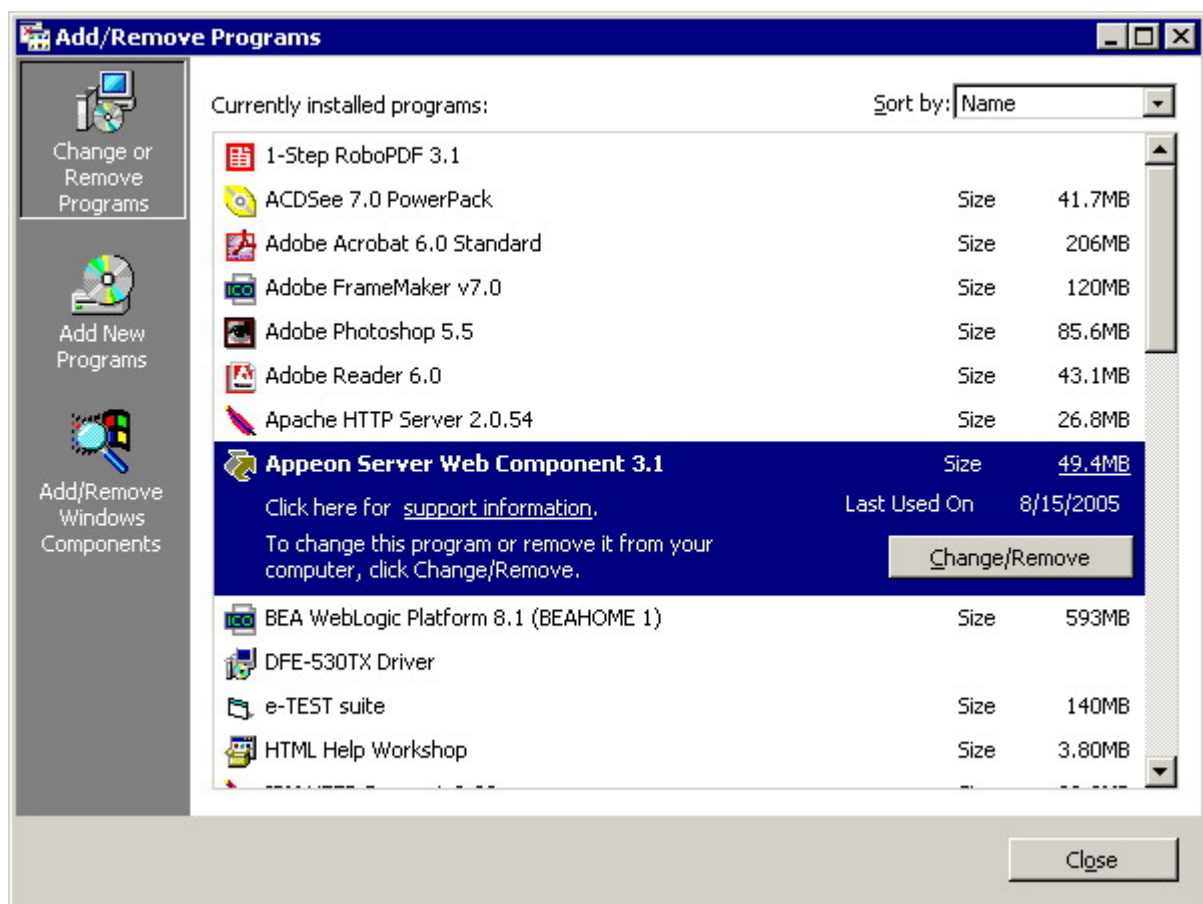 Add/Remove Programs
Change or
Remove
Programs
Add New
Programs
Add/Remove
Windows
Components
Currently installed programs:
Sort by: Name
1-Step RoboPDF 3.1
ACDSee 7.0 PowerPack Size 41.7MB
Adobe Acrobat 6.0 Standard Size 206MB
ICO Adobe FrameMaker v7.0 Size 120MB
Adobe Photoshop 5.5 Size 85.6MB
Adobe Reader 6.0 Size 43.1MB
Apache HTTP Server 2.0.54 Size 26.8MB
Appeon Server Web Component 3.1 Size 49.4MB
Click here for support information. Last Used On 8/15/2005
To change this program or remove it from your
computer, click Change/Remove. Change/Remove
ICO BEA WebLogic Platform 8.1 (BEAHOME 1) Size 593MB
DFE-530TX Driver
e-TEST suite Size 140MB
HTML Help Workshop Size 3.80MB
Close